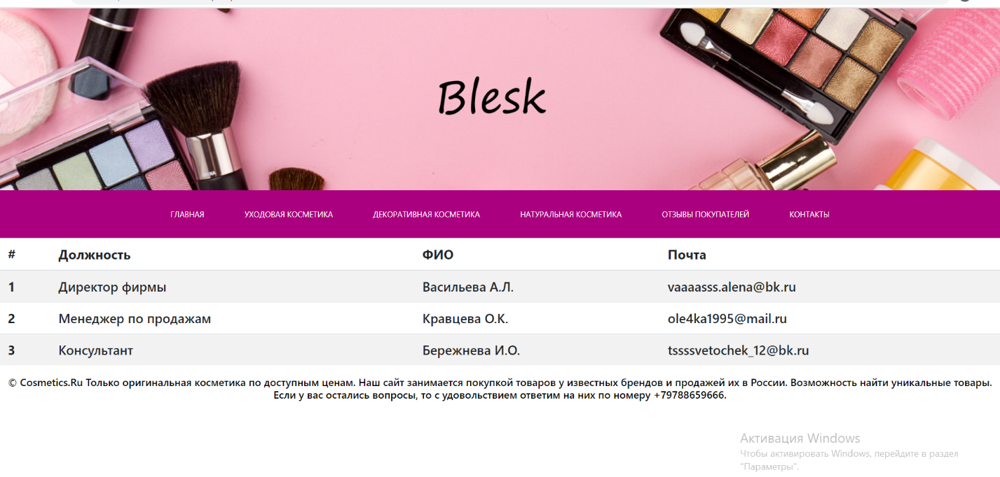 Blesk
ГЛАВНАЯ УХОДОВАЯ КОСМЕТИКА ДЕКОРАТИВНАЯ КОСМЕТИКА НАТУРАЛЬНАЯ КОСМЕТИКА ОТЗЫВЫ ПОКУПАТЕЛЕЙ КОНТАКТЫ
# Должность ФИО Почта
1 Директор фирмы Васильева А.Л. vaaaasss.alena@bk.ru
2 Менеджер по продажам Кравцева О.К. ole4ka1995@mail.ru
3 Консультант Бережнева И.О. tssssvetochek_12@bk.ru
© Cosmetics.Ru Только оригинальная косметика по доступным ценам. Наш сайт занимается покупкой товаров у известных брендов и продажей их в России. Возможность найти уникальные товары.
Если у вас остались вопросы, то с удовольствием ответим на них по номеру +79788659666.
Активация Windows
Чтобы активировать Windows, перейдите в раздел
"Параметры".